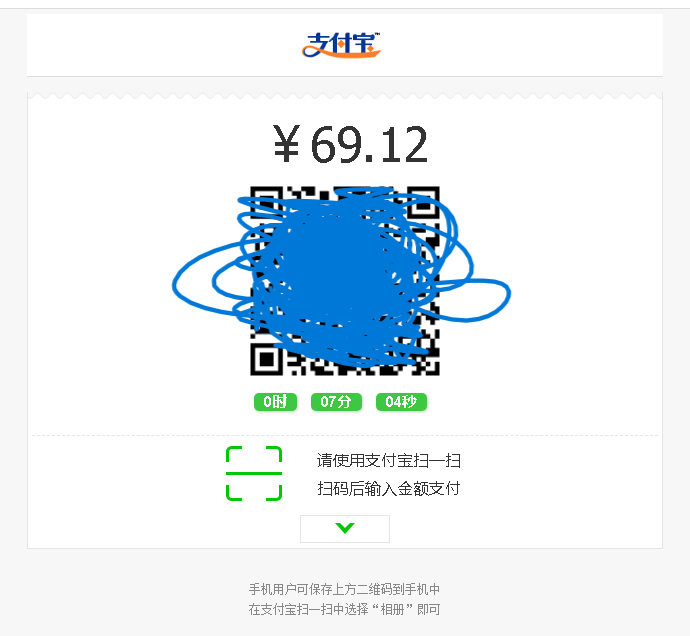 支付宝™
￥69.12
0时 07分 04秒
请使用支付宝扫一扫
扫码后输入金额支付
手机用户可保存上方二维码到手机中
在支付宝扫一扫中选择“相册”即可